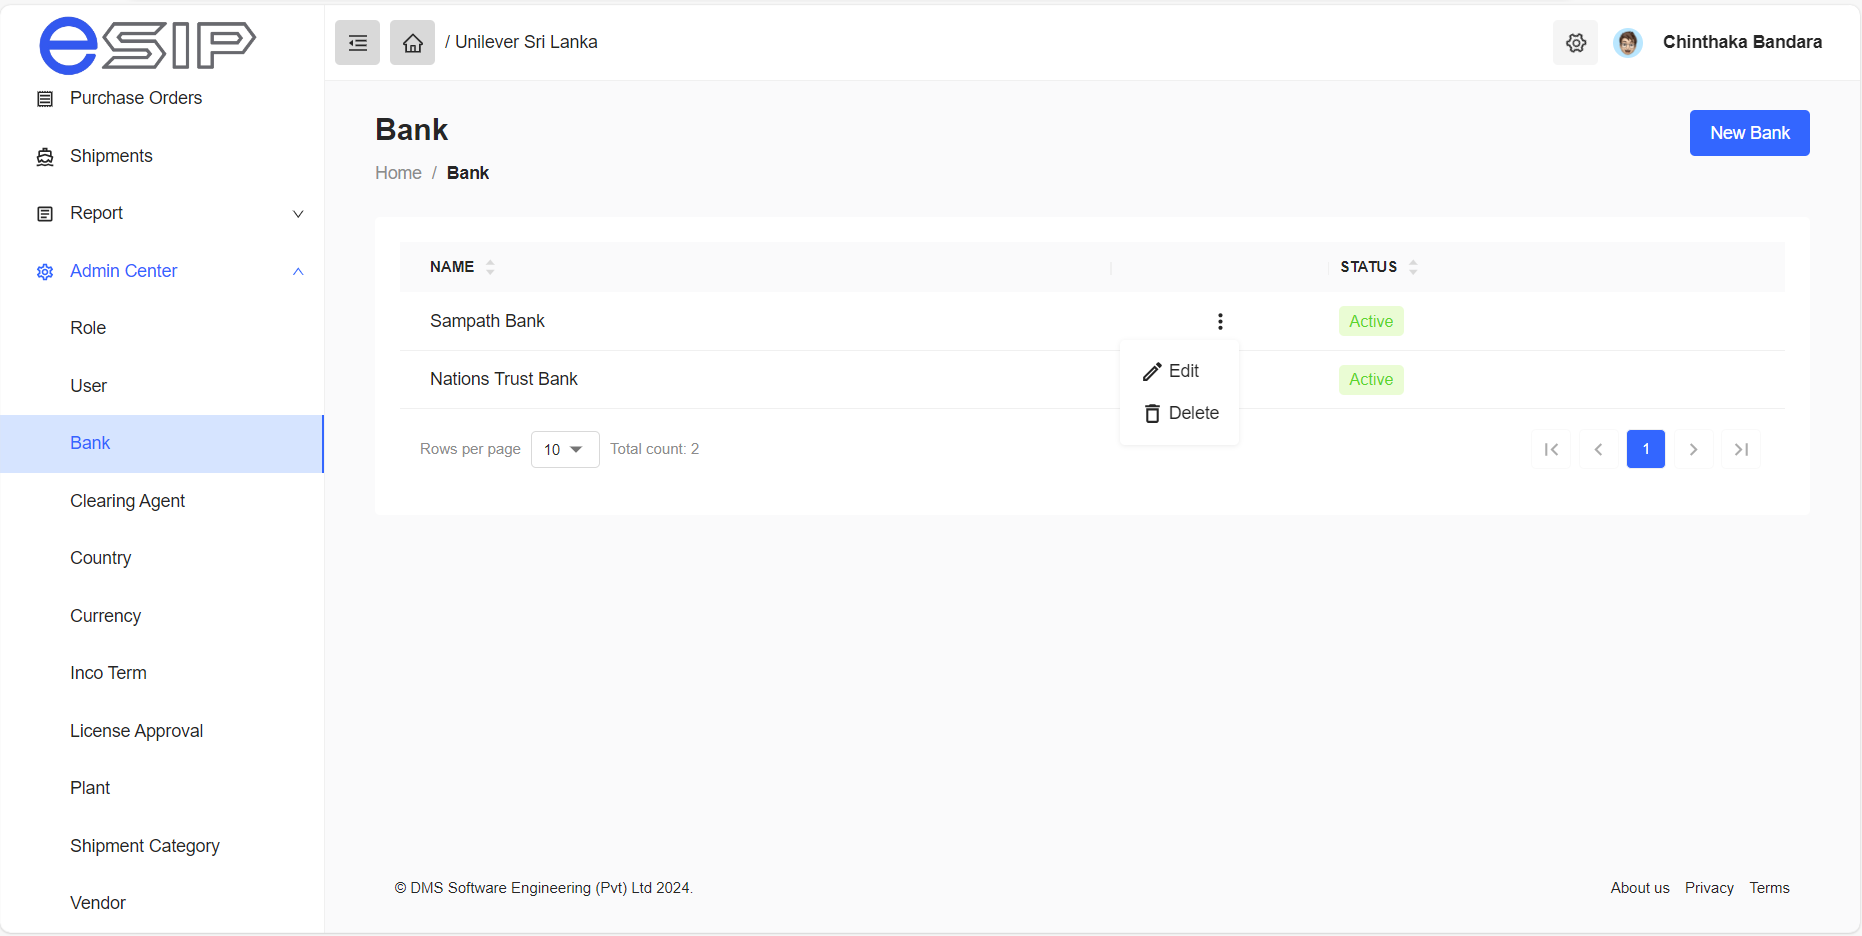 eSIP
/ Unilever Sri Lanka
Chinthaka Bandara
Purchase Orders
Shipments
Report
Admin Center
Role
User
Bank
Clearing Agent
Country
Currency
Inco Term
License Approval
Plant
Shipment Category
Vendor
Bank
Home / Bank
New Bank
NAME STATUS
Sampath Bank Active
Edit
Nations Trust Bank Active
Delete
Rows per page 10 Total count: 2 1
© DMS Software Engineering (Pvt) Ltd 2024.
About us Privacy Terms